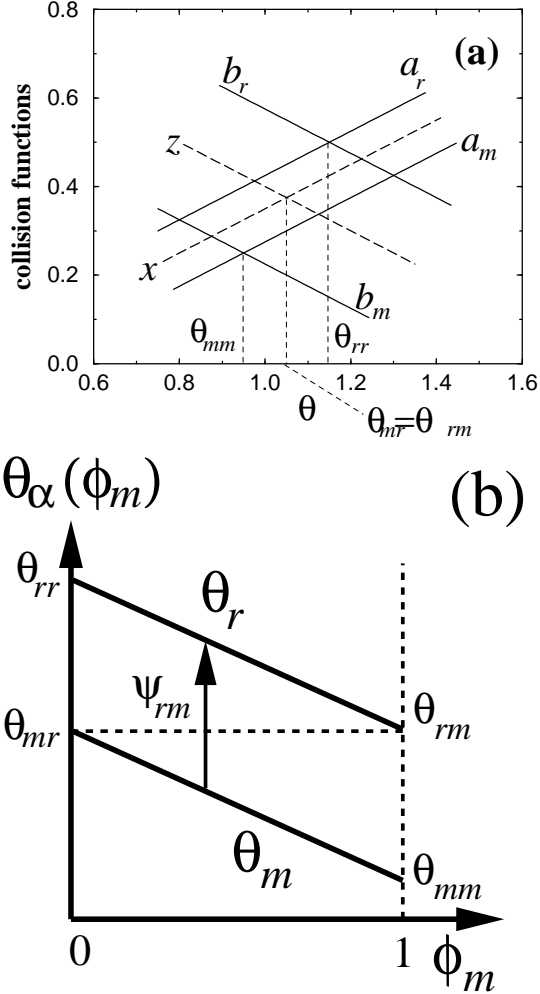 0.8
(a)
b_r
a_r
0.6
z
a_m
collision functions
0.4
x
b_m
0.2
θ_mm
θ_rr
0.0
0.6 0.8 1.0 1.2 1.4 1.6
θ
θ_mr=θ_rm
θ_α(ϕ_m)
(b)
θ_rr
θ_r
ψ_rm
θ_mr
θ_rm
θ_m
θ_mm
0
1
ϕ_m